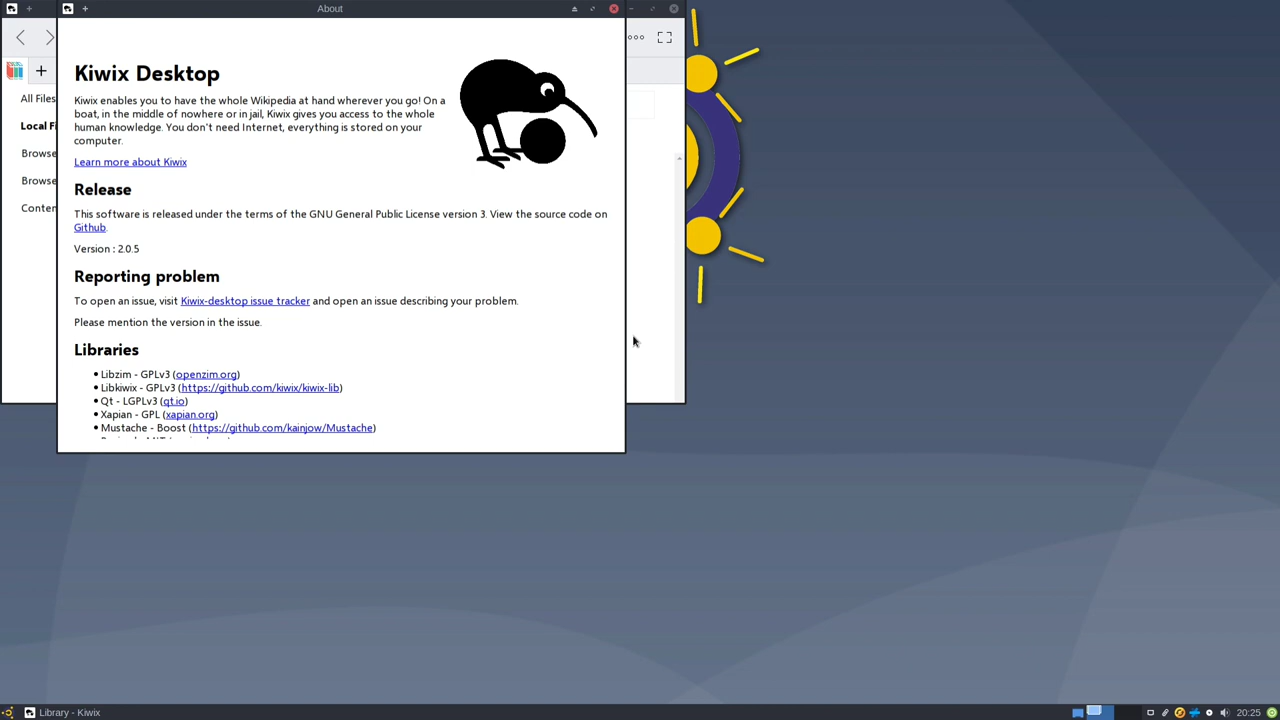 About
Kiwix Desktop
Kiwix enables you to have the whole Wikipedia at hand wherever you go! On a
boat, in the middle of nowhere or in jail, Kiwix gives you access to the whole
human knowledge. You don't need Internet, everything is stored on your
computer.
Learn more about Kiwix
Release
This software is released under the terms of the GNU General Public License version 3. View the source code on
Github.
Version : 2.0.5
Reporting problem
To open an issue, visit Kiwix-desktop issue tracker and open an issue describing your problem.
Please mention the version in the issue.
Libraries
• Libzim - GPLv3 (openzim.org)
• Libkiwix - GPLv3 (https://github.com/kiwix/kiwix-lib)
• Qt - LGPLv3 (qt.io)
• Xapian - GPL (xapian.org)
• Mustache - Boost (https://github.com/kainjow/Mustache)
All Files
Local Fi
Browse
Browse
Conten
Library - Kiwix
20:25